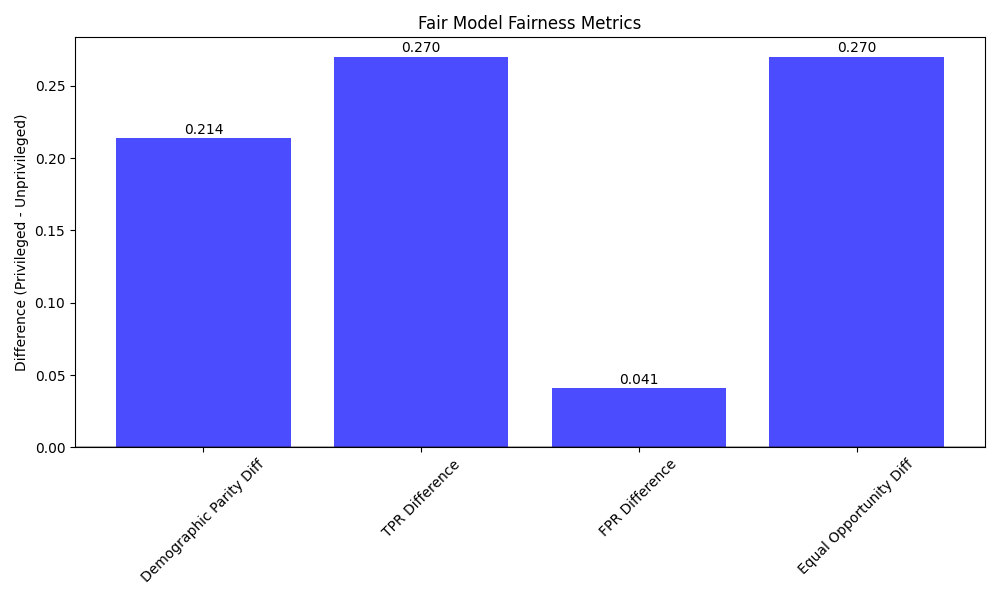 Fair Model Fairness Metrics
Difference (Privileged - Unprivileged)
0.25
0.20
0.15
0.10
0.05
0.00
0.214
0.270
0.041
0.270
Demographic Parity Diff
TPR Difference
FPR Difference
Equal Opportunity Diff